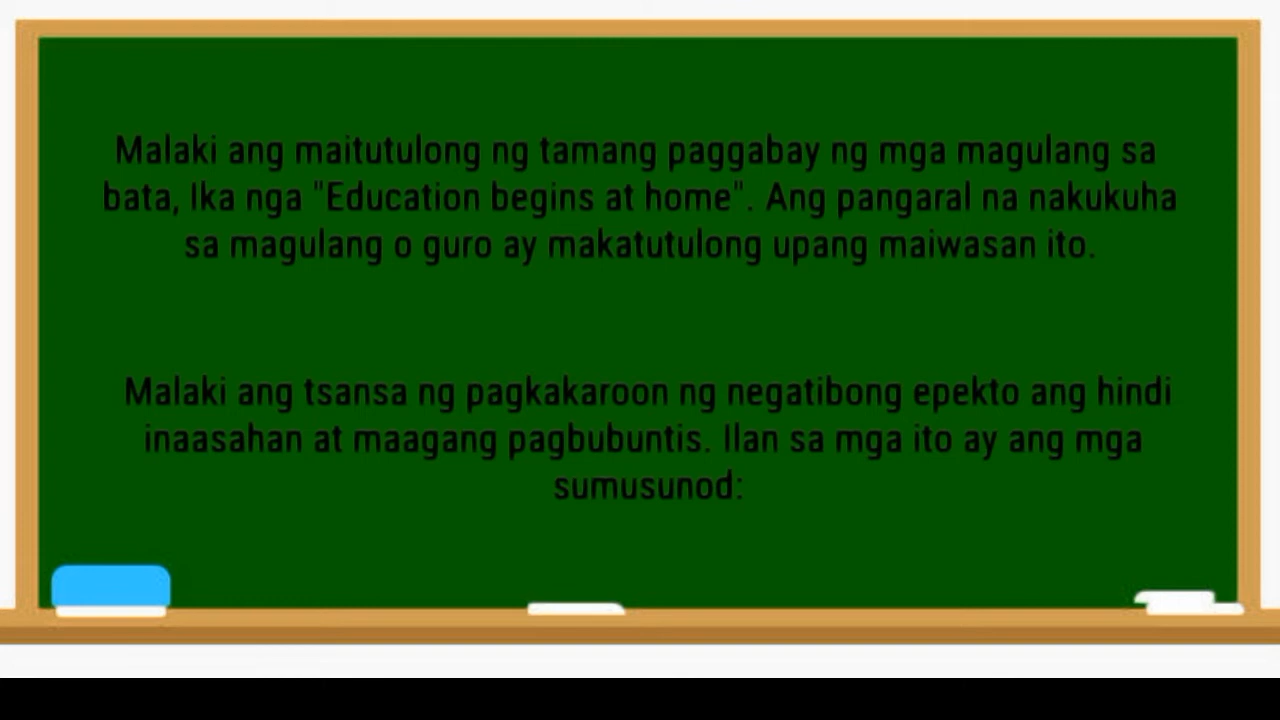 Malaki ang maitutulong ng tamang paggabay ng mga magulang sa
bata, Ika nga "Education begins at home". Ang pangaral na nakukuha
sa magulang o guro ay makatutulong upang maiwasan ito.
Malaki ang tsansa ng pagkakaroon ng negatibong epekto ang hindi
inaasahan at maagang pagbubuntis. Ilan sa mga ito ay ang mga
sumusunod: